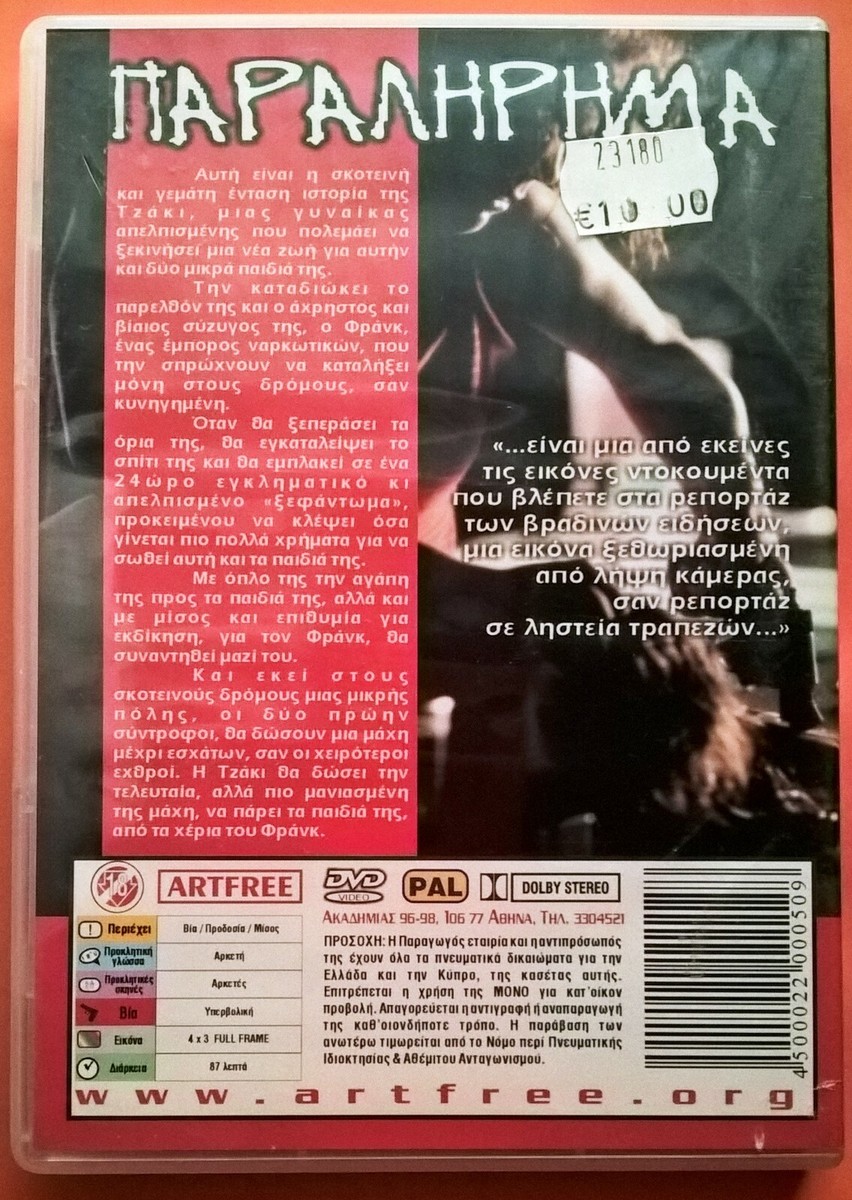 ΠΑΡΑΛΗΡΗΜΑ
23180
€10 00
Αυτή είναι η σκοτεινή
και γεμάτη ένταση ιστορία της
Τζάκι, μιας γυναίκας
απελπισμένης που πολεμάει να
ξεκινήσει μια νέα ζωή για αυτήν
και δύο μικρά παιδιά της.
Την καταδιώκει το
παρελθόν της και ο άχρηστος και
βίαιος σύζυγος της, ο Φράνκ,
ένας έμπορος ναρκωτικών, που
την σπρώχνουν να καταλήξει
μόνη στους δρόμους, σαν
κυνηγημένη.
Όταν θα ξεπεράσει τα
όρια της, θα εγκαταλείψει το
σπίτι της και θα εμπλακεί σε ένα
24ώρο εγκληματικό κι
απελπισμένο «ξεφάντωμα»,
προκειμένου να κλέψει όσα
γίνεται πιο πολλά χρήματα για να
σωθεί αυτή και τα παιδιά της.
Με όπλο της την αγάπη
της προς τα παιδιά της, αλλά και
με μίσος και επιθυμία για
εκδίκηση, για τον Φράνκ, θα
συναντηθεί μαζί του.
Και εκεί στους
σκοτεινούς δρόμους μιας μικρής
πόλης, οι δύο πρώην
σύντροφοι, θα δώσουν μια μάχη
μέχρι εσχάτων, σαν οι χειρότεροι
εχθροί. Η Τζάκι θα δώσει την
τελευταία, αλλά πιο μανιασμένη
της μάχη, να πάρει τα παιδιά της,
από τα χέρια του Φράνκ.
«...είναι μια από εκείνες
τις εικόνες ντοκουμέντα
που βλέπετε στα ρεπορτάζ
των βραδινών ειδήσεων,
μια εικόνα ξεθωριασμένη
από λήψη κάμερας,
σαν ρεπορτάζ
σε ληστεία τραπεζών...»
18
ARTFREE
DVD
VIDEO
PAL
DOLBY STEREO
ΑΚΑΔΗΜΙΑΣ 96-98, 106 77 ΑΘΗΝΑ, ΤΗΛ. 3304521
Περιέχει Βία / Προδοσία / Μίσος
Προκλητική γλώσσα Αρκετή
Προκλητικές σκηνές Αρκετές
Βία Υπερβολική
Εικόνα 4 x 3 FULL FRAME
Διάρκεια 87 λεπτά
ΠΡΟΣΟΧΗ: Η Παραγωγός εταιρία και η αντιπρόσωπός
της έχουν όλα τα πνευματικά δικαιώματα για την
Ελλάδα και την Κύπρο, της κασέτας αυτής.
Επιτρέπεται η χρήση της ΜΟΝΟ για κατ'οίκον
προβολή. Απαγορεύεται η αντιγραφή ή αναπαραγωγή
της καθ'οιονδήποτε τρόπο. Η παράβαση των
ανωτέρω τιμωρείται από το Νόμο περί Πνευματικής
Ιδιοκτησίας & Αθέμιτου Ανταγωνισμού.
4500022000509
www.artfree.org